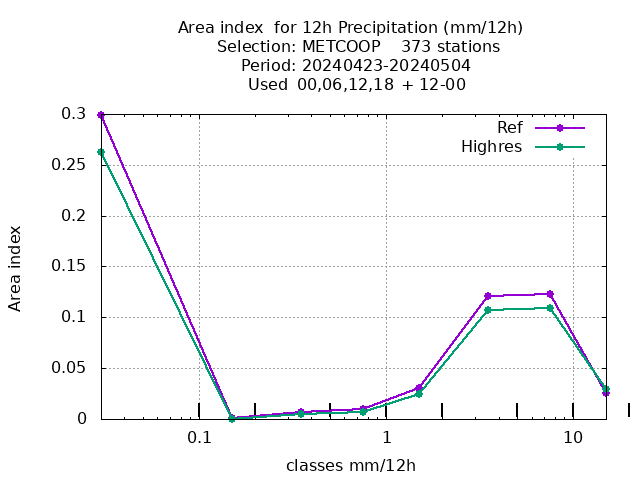 Area index  for 12h Precipitation (mm/12h)
Selection: METCOOP    373 stations
Period: 20240423-20240504
Used 00,06,12,18 + 12-00
Ref
Highres
0.3
0.25
0.2
0.15
0.1
0.05
0
Area index
0.1 1 10
classes mm/12h